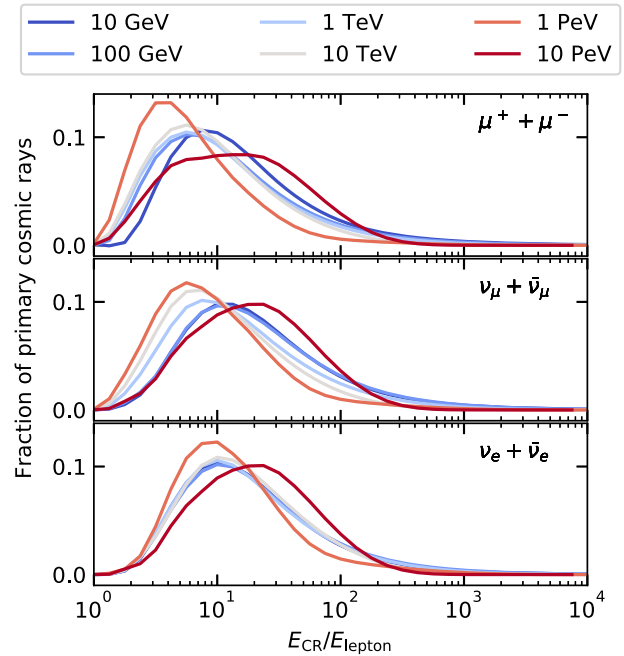 10 GeV 1 TeV 1 PeV
100 GeV 10 TeV 10 PeV
Fraction of primary cosmic rays
0.1
0.0
μ⁺ + μ⁻
0.1
0.0
ν_μ + ν̄_μ
0.1
0.0
ν_e + ν̄_e
10⁰ 10¹ 10² 10³ 10⁴
E_CR/E_lepton